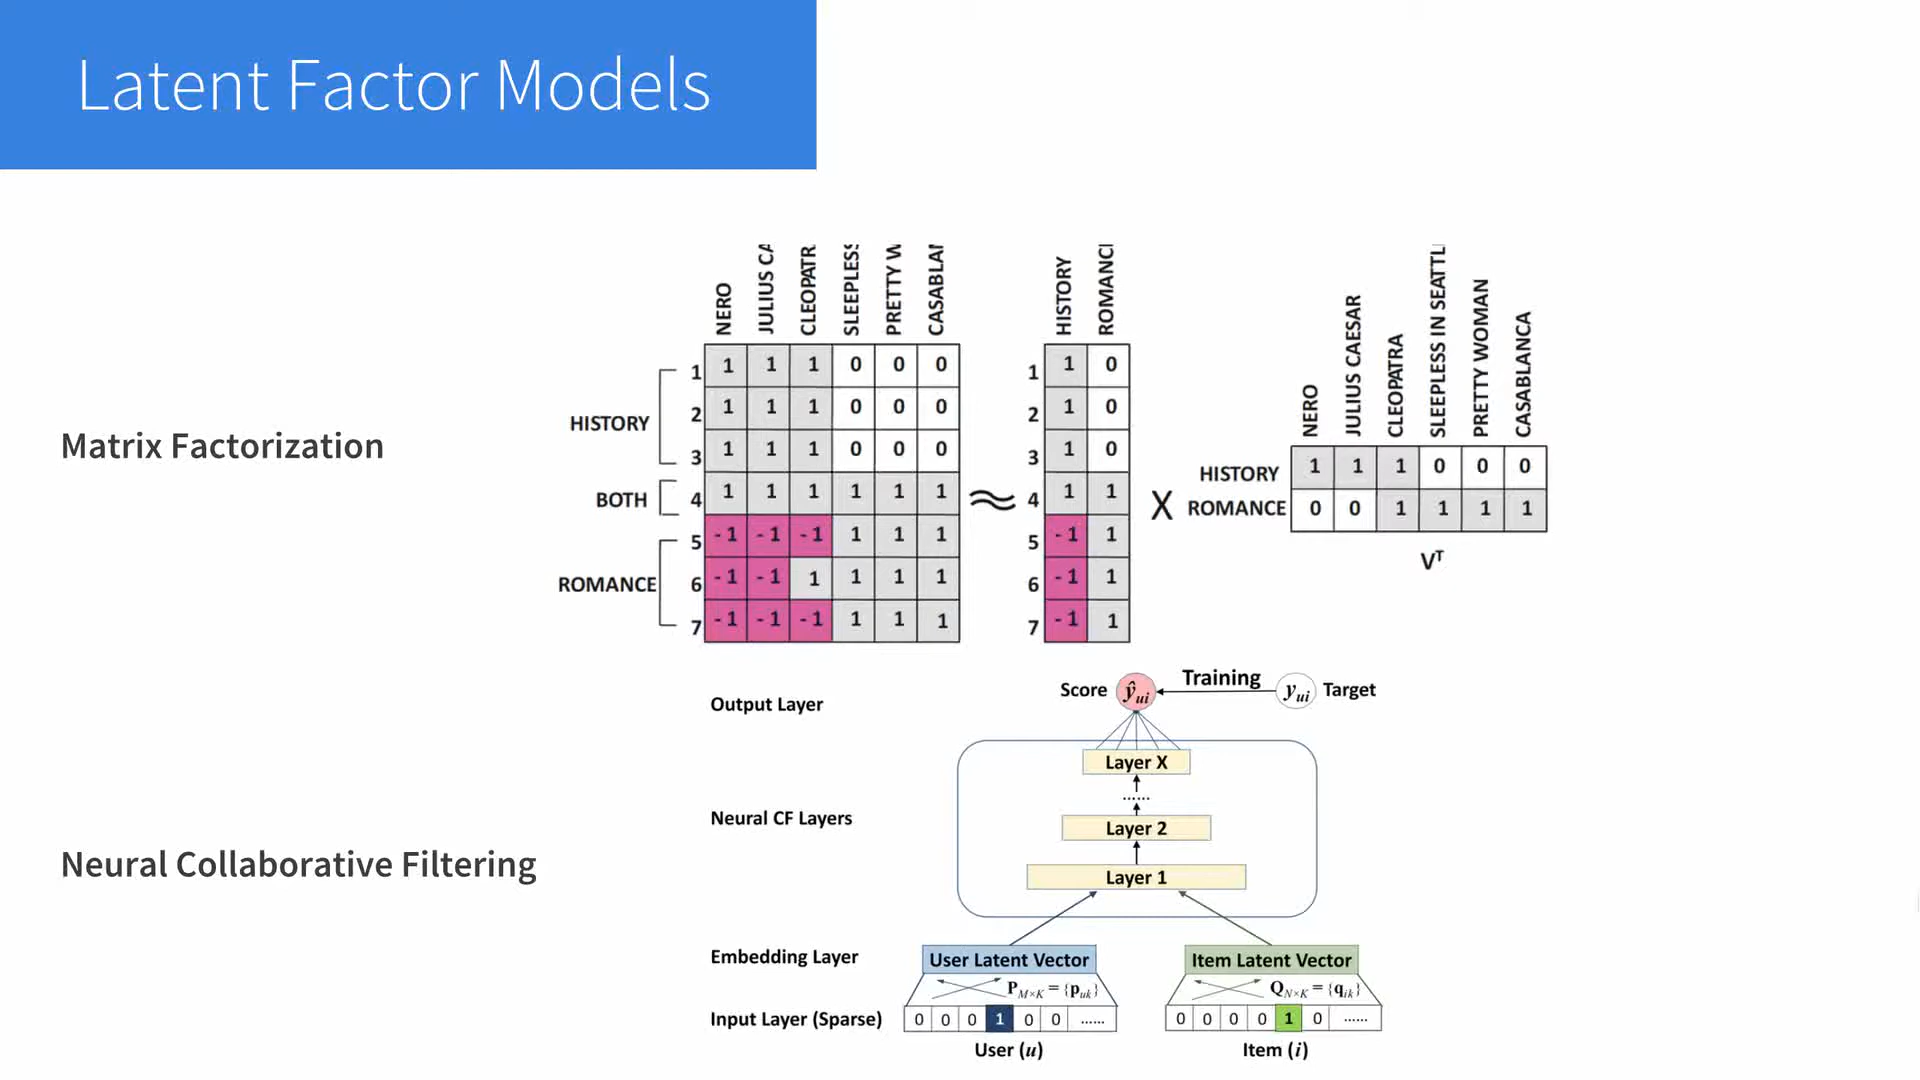 Latent Factor Models
Matrix Factorization
NERO JULIUS CA CLEOPATR SLEEPLESS PRETTY W CASABLAN
HISTORY ROMANCE
NERO JULIUS CAESAR CLEOPATRA SLEEPLESS IN SEATTL PRETTY WOMAN CASABLANCA
1 1 1 1 0 0 0
2 1 1 1 0 0 0
3 1 1 1 0 0 0
4 1 1 1 1 1 1
5 -1 -1 -1 1 1 1
6 -1 -1 1 1 1 1
7 -1 -1 -1 1 1 1
HISTORY
BOTH
ROMANCE
≈
1 1 0
2 1 0
3 1 0
4 1 1
5 -1 1
6 -1 1
7 -1 1
X
HISTORY 1 1 1 0 0 0
ROMANCE 0 0 1 1 1 1
Vᵀ
Neural Collaborative Filtering
Output Layer
Score ŷui Training yui Target
Neural CF Layers
Layer X
......
Layer 2
Layer 1
Embedding Layer
User Latent Vector
Item Latent Vector
P M×K = {p uk}
Q N×K = {q ik}
Input Layer (Sparse)
0 0 0 1 0 0 ......
0 0 0 0 1 0 ......
User (u)
Item (i)